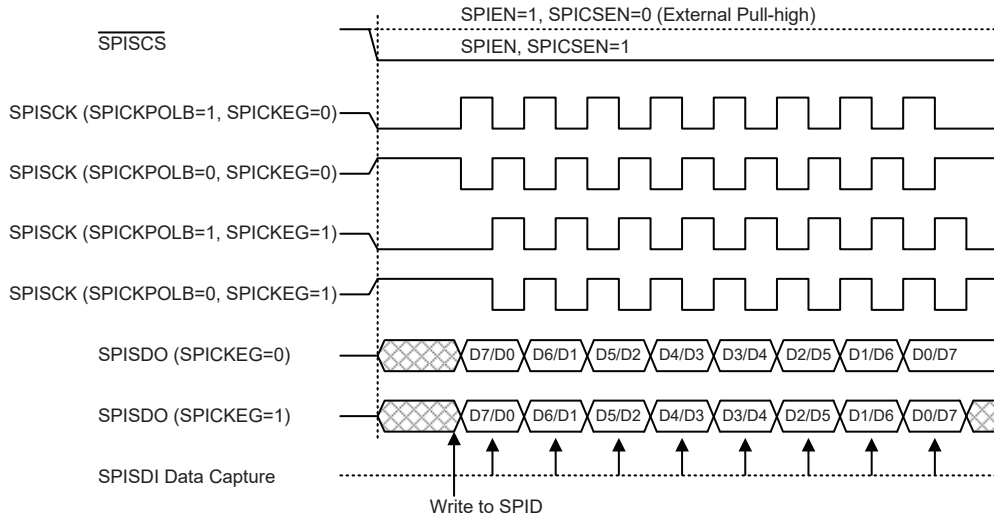 SPIEN=1, SPICSEN=0 (External Pull-high)
SPISCS
SPIEN, SPICSEN=1
SPISCK (SPICKPOLB=1, SPICKEG=0)
SPISCK (SPICKPOLB=0, SPICKEG=0)
SPISCK (SPICKPOLB=1, SPICKEG=1)
SPISCK (SPICKPOLB=0, SPICKEG=1)
SPISDO (SPICKEG=0) D7/D0 D6/D1 D5/D2 D4/D3 D3/D4 D2/D5 D1/D6 D0/D7
SPISDO (SPICKEG=1) D7/D0 D6/D1 D5/D2 D4/D3 D3/D4 D2/D5 D1/D6 D0/D7
SPISDI Data Capture
Write to SPID